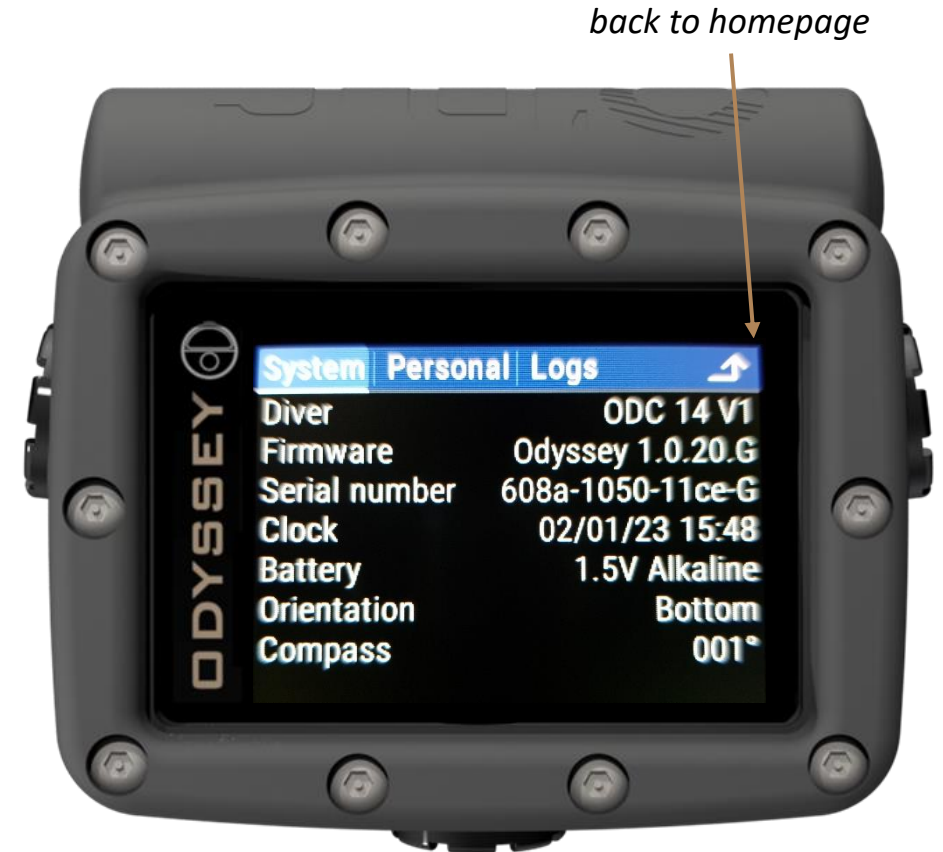 back to homepage
System Personal Logs
Diver ODC 14 V1
Firmware Odyssey 1.0.20.G
Serial number 608a-1050-11ce-G
Clock 02/01/23 15:48
Battery 1.5V Alkaline
Orientation Bottom
Compass 001°
ODYSSEY